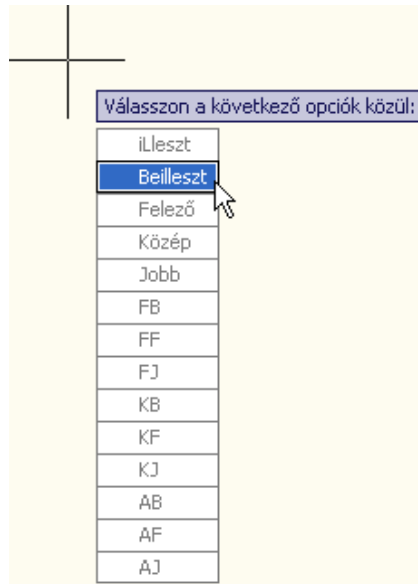 Válasszon a következő opciók közül:
iLleszt
Beilleszt
Felező
Közép
Jobb
FB
FF
FJ
KB
KF
KJ
AB
AF
AJ